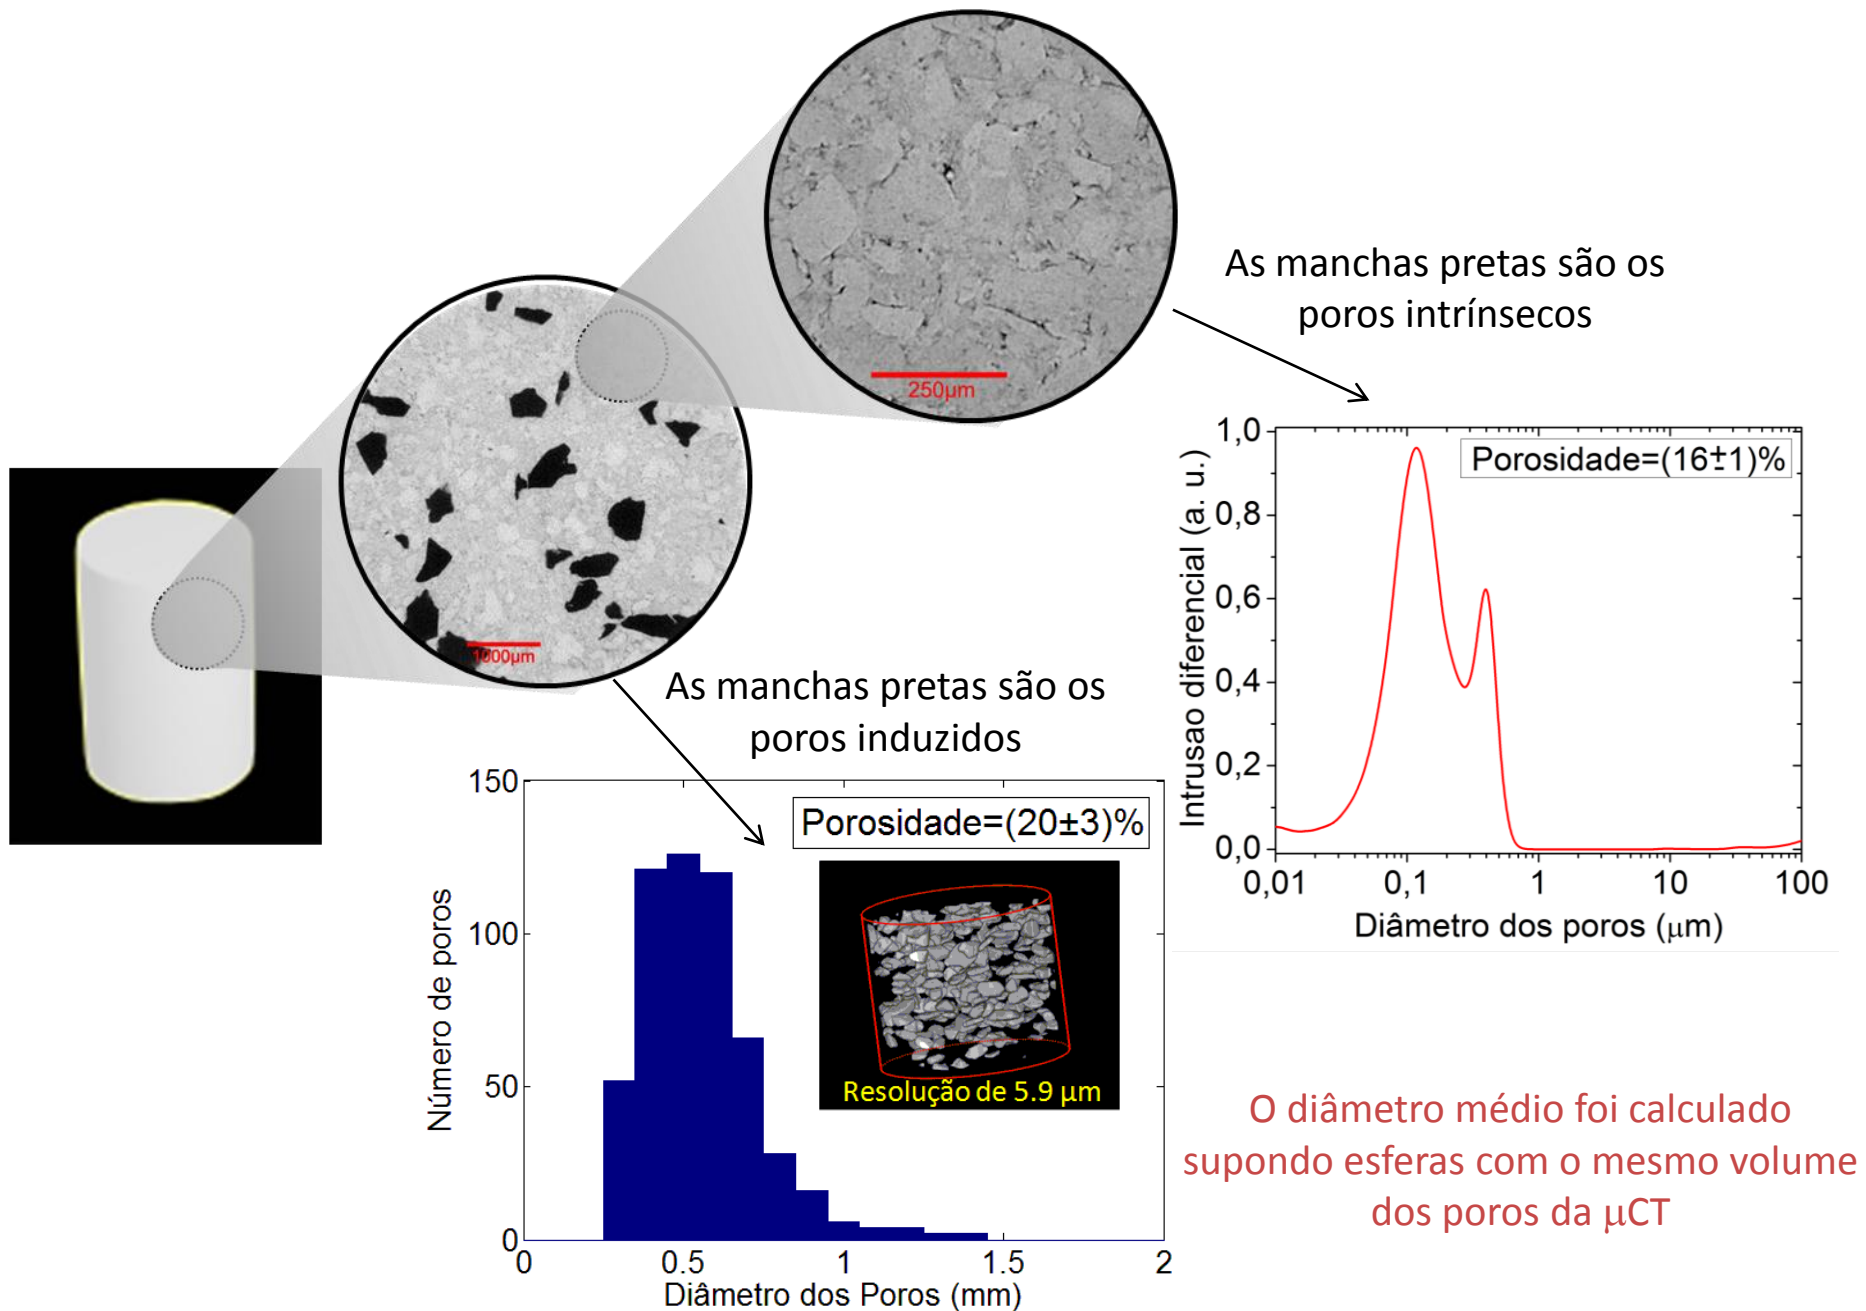 As manchas pretas são os
poros intrínsecos
250µm
1000µm
As manchas pretas são os
poros induzidos
Porosidade=(16±1)%
Intrusao diferencial (a. u.)
1,0
0,8
0,6
0,4
0,2
0,0
0,01
0,1
1
10
100
Diâmetro dos poros (µm)
Porosidade=(20±3)%
Número de poros
150
100
50
0
0
0.5
1
1.5
2
Diâmetro dos Poros (mm)
Resolução de 5.9 µm
O diâmetro médio foi calculado
supondo esferas com o mesmo volume
dos poros da µCT